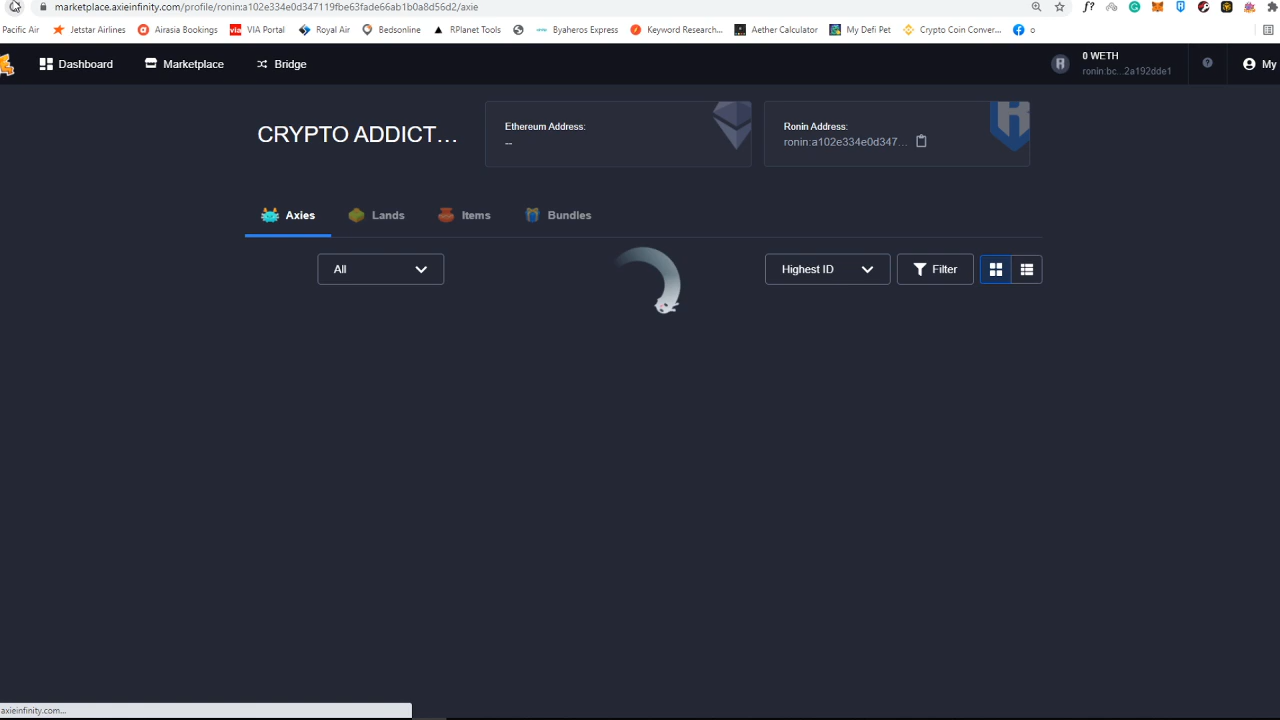 marketplace.axieinfinity.com/profile/ronin:a102e334e0d347119fbe63fade66ab1b0a8d56d2/axie
Pacific Air Jetstar Airlines Airasia Bookings VIA VIA Portal Royal Air Bedsonline RPlanet Tools Byaheros Express Keyword Research... Aether Calculator My Defi Pet Crypto Coin Conver... o
Dashboard Marketplace Bridge 0 WETH
ronin:bc...2a192dde1 My
CRYPTO ADDICT...
Ethereum Address:
--
Ronin Address:
ronin:a102e334e0d347...
Axies Lands Items Bundles
All Highest ID Filter
axieinfinity.com...